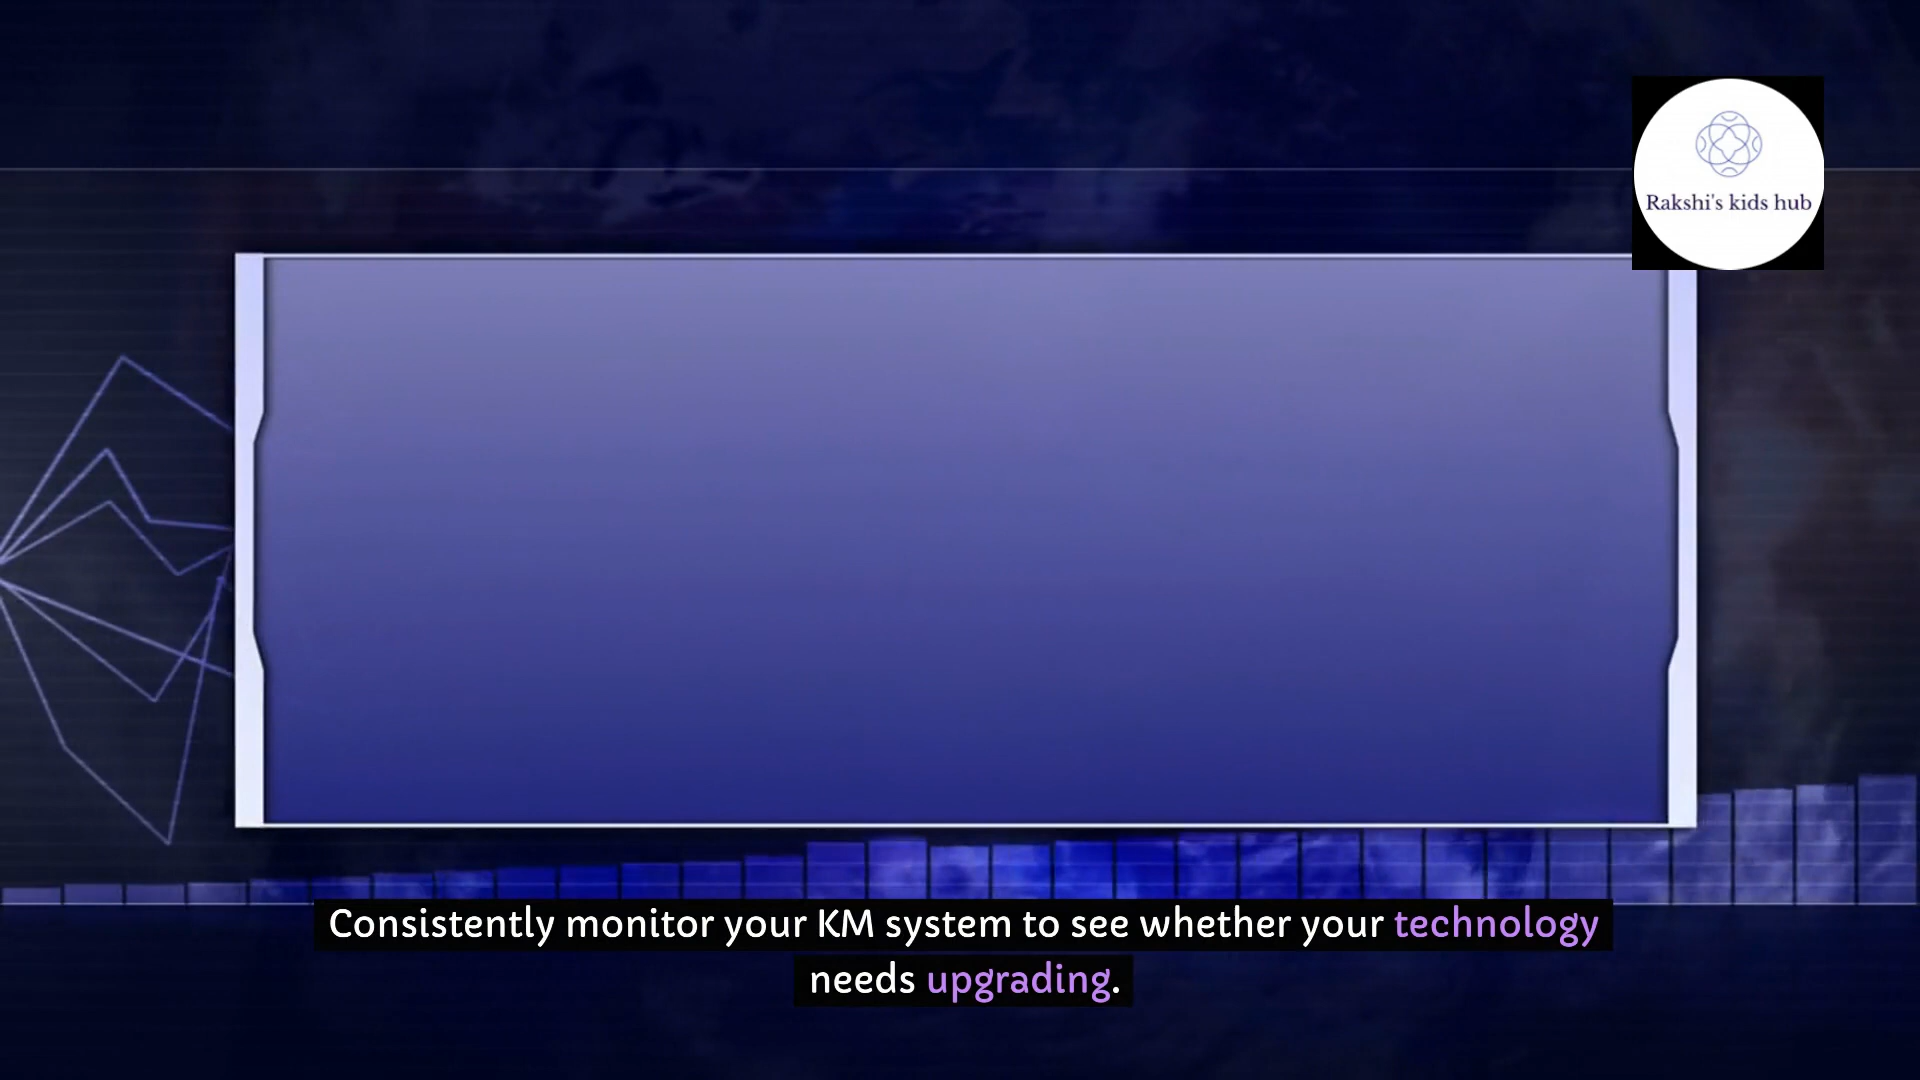 Rakshi's kids hub
Consistently monitor your KM system to see whether your technology
needs upgrading.